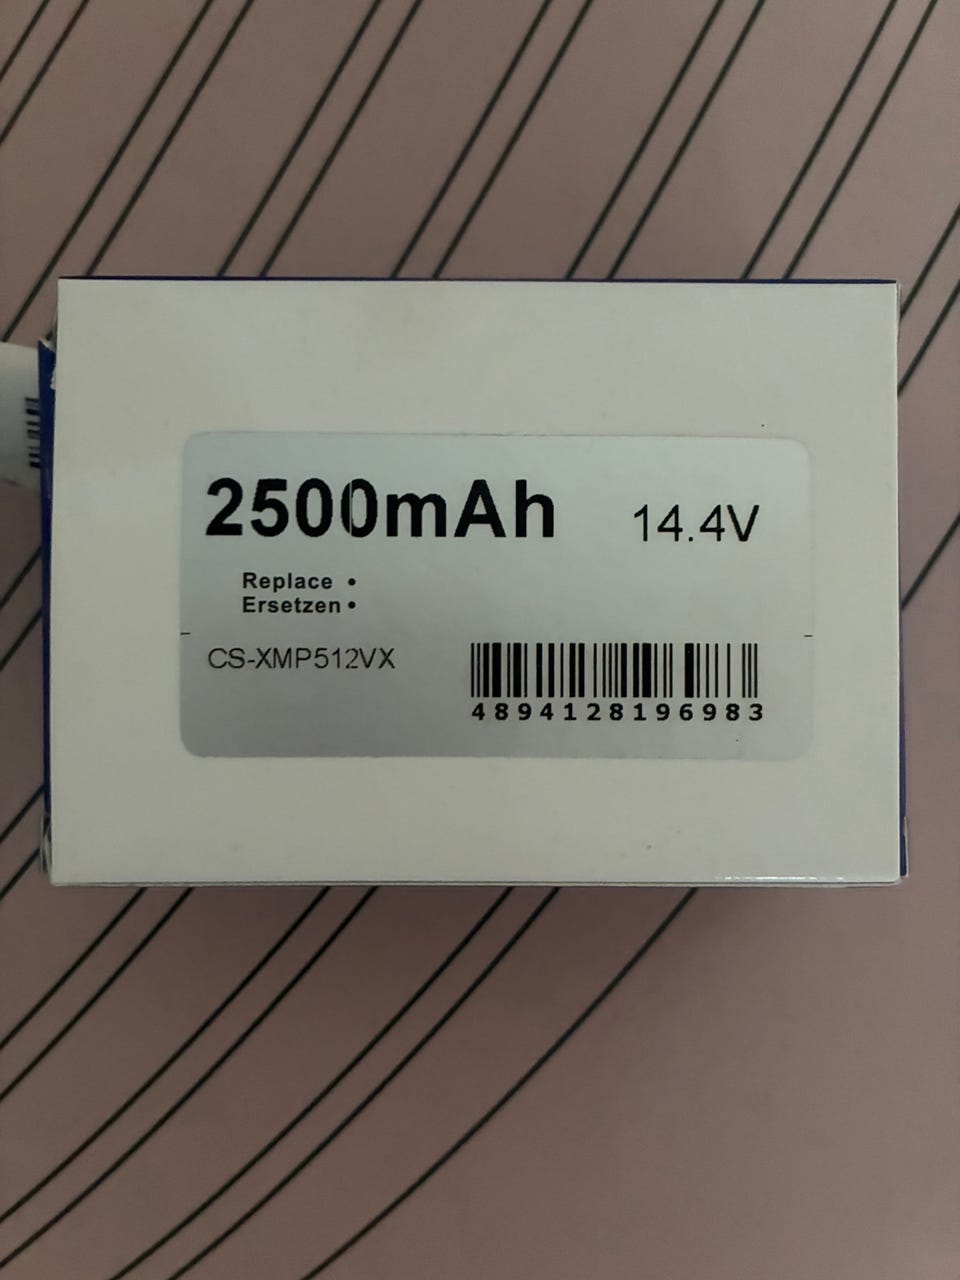 2500mAh 14.4V
Replace •
Ersetzen •
CS-XMP512VX
4894128196983